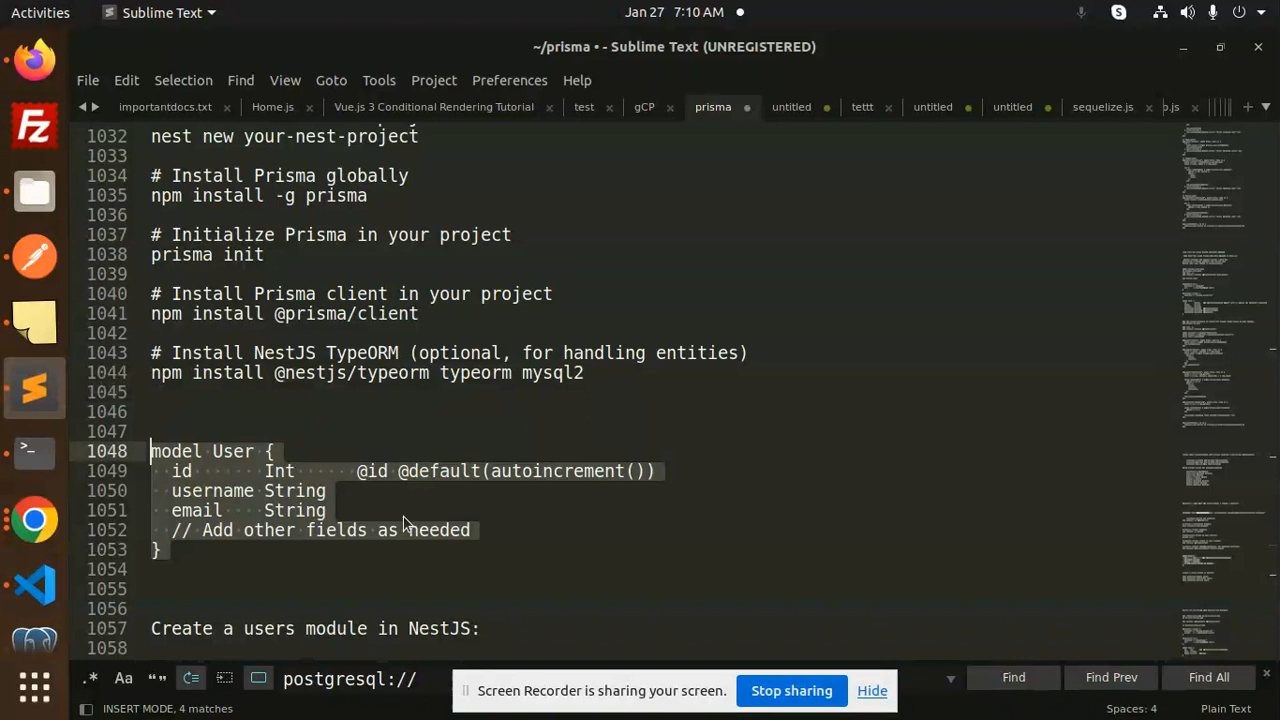 Activities
Sublime Text
Jan 27 7:10 AM
~/prisma • - Sublime Text (UNREGISTERED)
File Edit Selection Find View Goto Tools Project Preferences Help
importantdocs.txt Home.js Vue.js 3 Conditional Rendering Tutorial test gCP prisma untitled tettt untitled untitled sequelize.js p.js
1032 nest new your-nest-project
1033
1034 # Install Prisma globally
1035 npm install -g prisma
1036
1037 # Initialize Prisma in your project
1038 prisma init
1039
1040 # Install Prisma client in your project
1041 npm install @prisma/client
1042
1043 # Install NestJS TypeORM (optional, for handling entities)
1044 npm install @nestjs/typeorm typeorm mysql2
1045
1046
1047
1048 model User {
1049 id Int @id @default(autoincrement())
1050 username String
1051 email String
1052 // Add other fields as needed
1053 }
1054
1055
1056
1057 Create a users module in NestJS:
1058
.* Aa “” postgresql:// Find Find Prev Find All
Screen Recorder is sharing your screen. Stop sharing Hide
INSERT MODE, 4 matches Spaces: 4 Plain Text